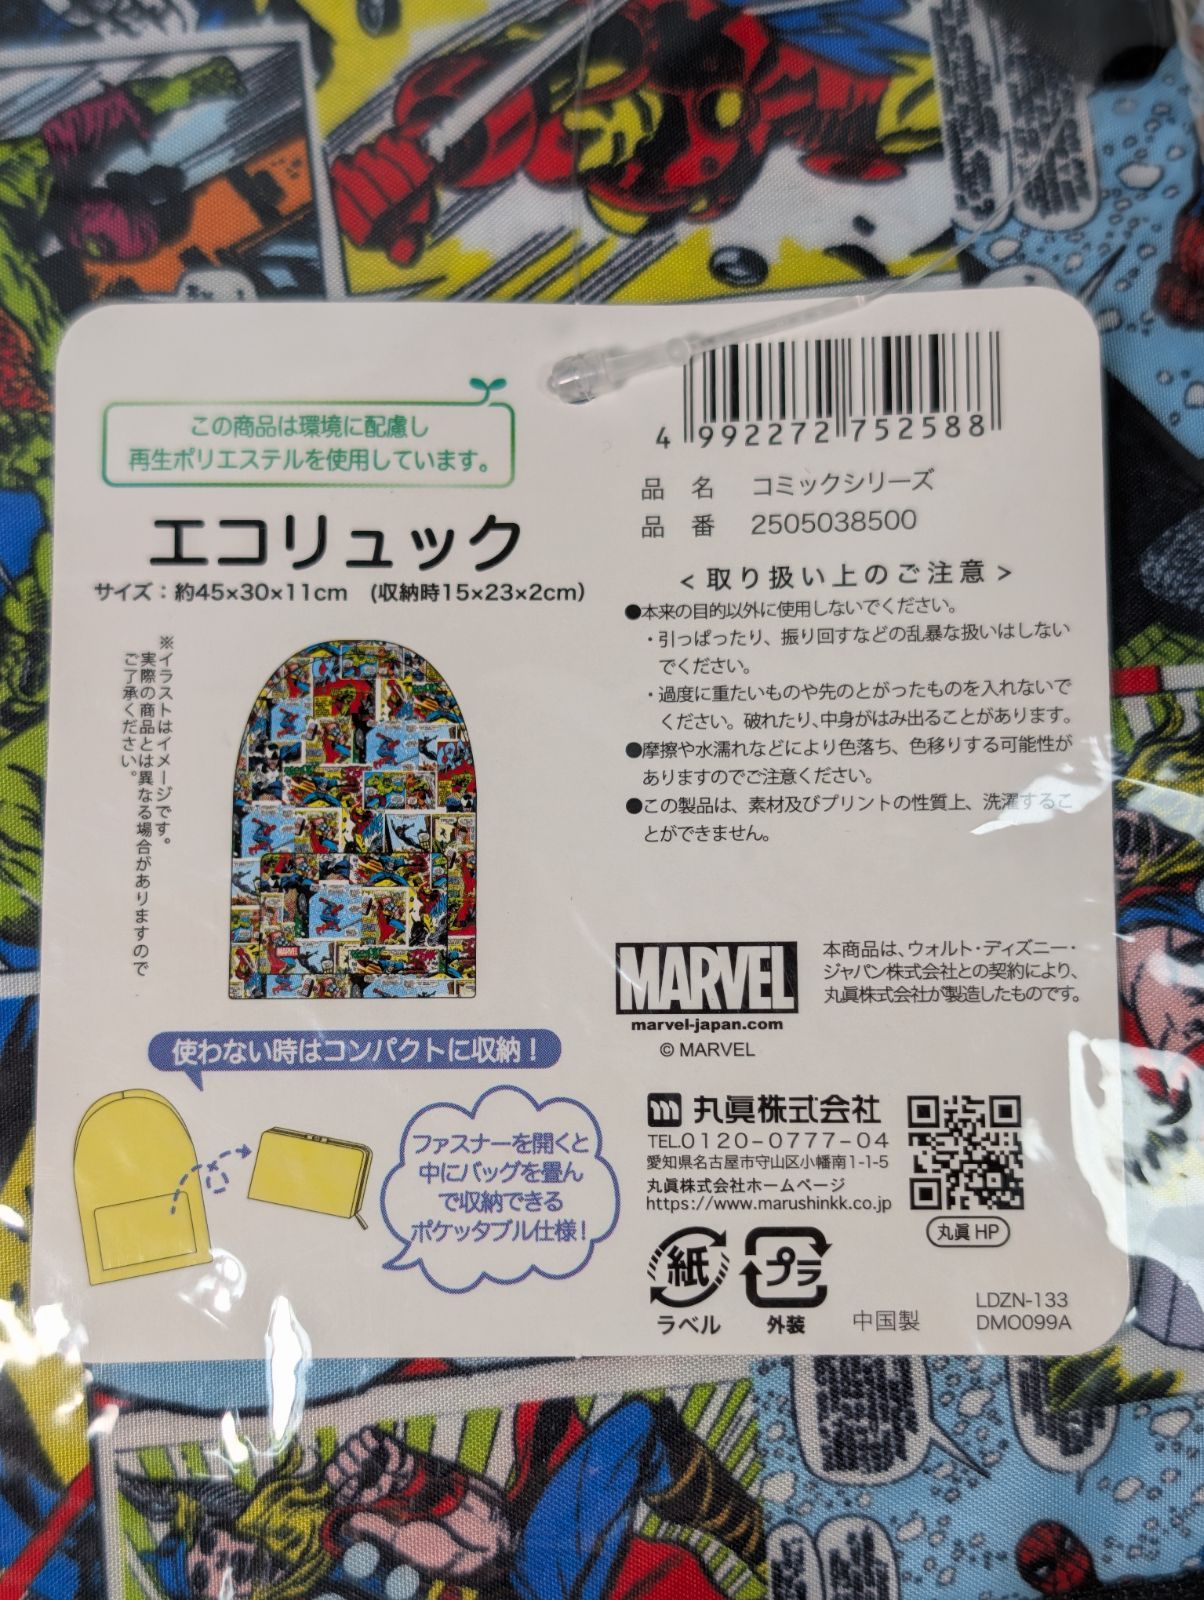 この商品は環境に配慮し
再生ポリエステルを使用しています。
エコリュック
サイズ：約45×30×11cm (収納時15×23×2cm)
※イラストはイメージです。
実際の商品とは異なる場合がありますので
ご了承ください。
MARVEL
使わない時はコンパクトに収納！
ファスナーを開くと
中にバッグを畳ん
で収納できる
ポケッタブル仕様！
4 992272 752588
品 名 コミックシリーズ
品 番 2505038500
<取り扱い上のご注意>
●本来の目的以外に使用しないでください。
・引っぱったり、振り回すなどの乱暴な扱いはしない
でください。
・過度に重たいものや先のとがったものを入れないで
ください。破れたり、中身がはみ出ることがあります。
●摩擦や水濡れなどにより色落ち、色移りする可能性が
ありますのでご注意ください。
●この製品は、素材及びプリントの性質上、洗濯するこ
とができません。
MARVEL
marvel-japan.com
© MARVEL
本商品は、ウォルト・ディズニー・
ジャパン株式会社との契約により、
丸眞株式会社が製造したものです。
丸眞株式会社
TEL.0120-0777-04
愛知県名古屋市守山区小幡南1-1-5
丸眞株式会社ホームページ
https://www.marushinkk.co.jp
丸眞 HP
紙
ラベル
プラ
外装
中国製
LDZN-133
DMO099A